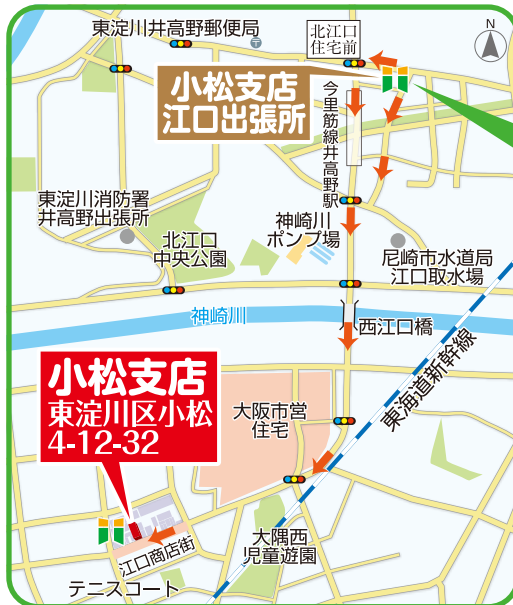 東淀川井高野郵便局
北江口
住宅前
N
小松支店
江口出張所
今里筋線井高野駅
東淀川消防署
井高野出張所
神崎川
ポンプ場
北江口
中央公園
尼崎市水道局
江口取水場
神崎川
西江口橋
東海道新幹線
小松支店
東淀川区小松
4-12-32
大阪市営
住宅
江口商店街
大隅西
児童遊園
テニスコート